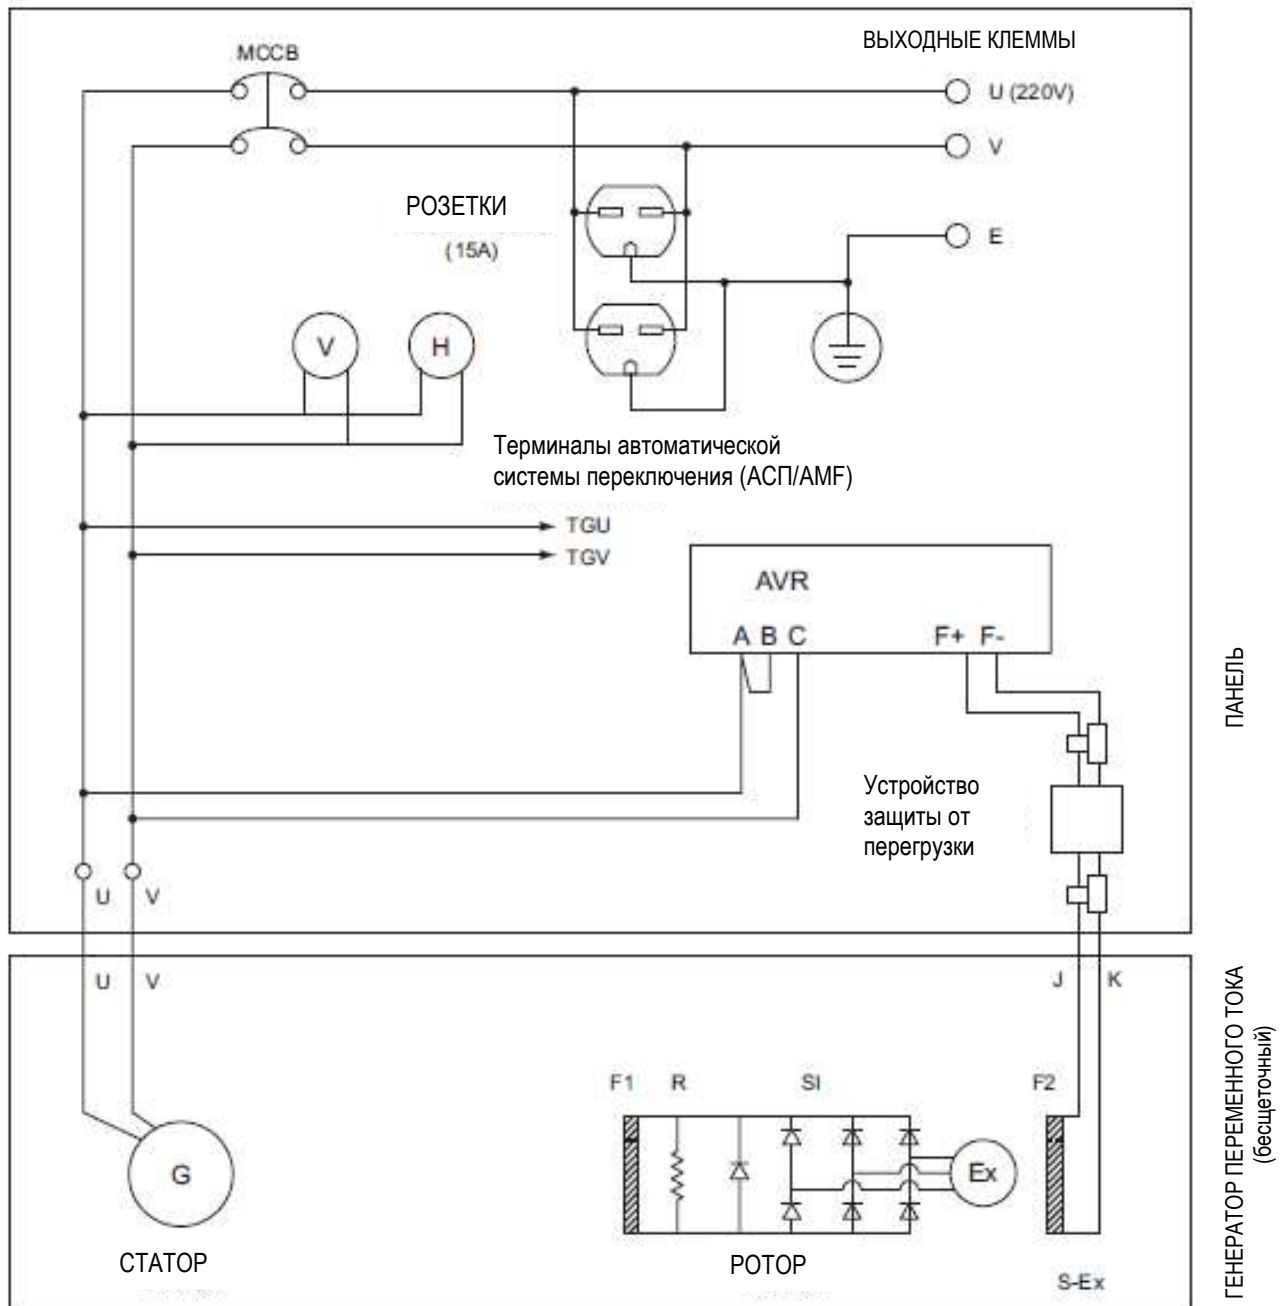 ВЫХОДНЫЕ КЛЕММЫ
MCCB
U (220V)
V
РОЗЕТКИ
(15A)
E
V
H
Терминалы автоматической
системы переключения (АСП/AMF)
TGU
TGV
AVR
A B C
F+ F-
ПАНЕЛЬ
Устройство
защиты от
перегрузки
U
V
U
V
J
K
F1
R
SI
F2
G
Ex
СТАТОР
РОТОР
S-Ex
ГЕНЕРАТОР ПЕРЕМЕННОГО ТОКА
(бесщеточный)